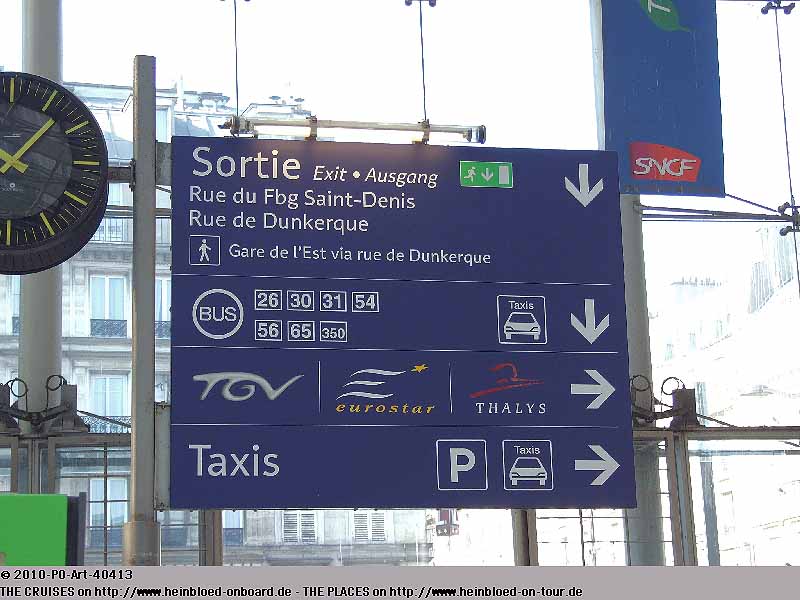 SNCF
Sortie Exit • Ausgang
Rue du Fbg Saint-Denis
Rue de Dunkerque
Gare de l'Est via rue de Dunkerque
BUS 26 30 31 54
56 65 350
Taxis
TGV eurostar THALYS
Taxis P Taxis
© 2010-PO-Art-40413
THE CRUISES on http://www.heinbloed-onboard.de - THE PLACES on http://www.heinbloed-on-tour.de